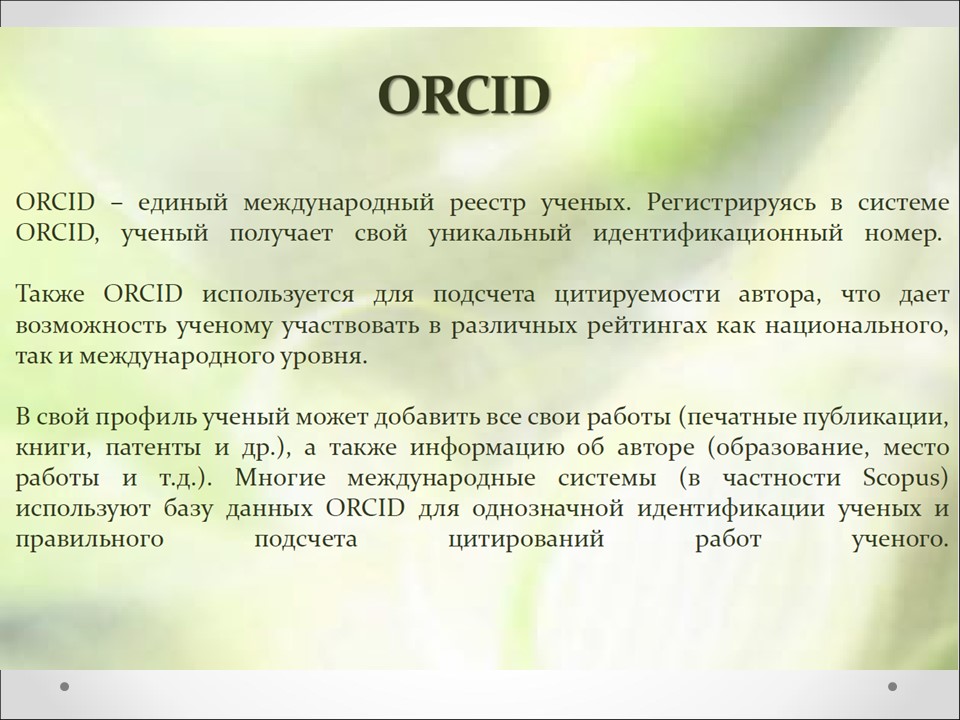 ORCID
ORCID – единый международный реестр ученых. Регистрируясь в системе
ORCID, ученый получает свой уникальный идентификационный номер.
Также ORCID используется для подсчета цитируемости автора, что дает
возможность ученому участвовать в различных рейтингах как национального,
так и международного уровня.
В свой профиль ученый может добавить все свои работы (печатные публикации,
книги, патенты и др.), а также информацию об авторе (образование, место
работы и т.д.). Многие международные системы (в частности Scopus)
используют базу данных ORCID для однозначной идентификации ученых и
правильного подсчета цитирований работ ученого.